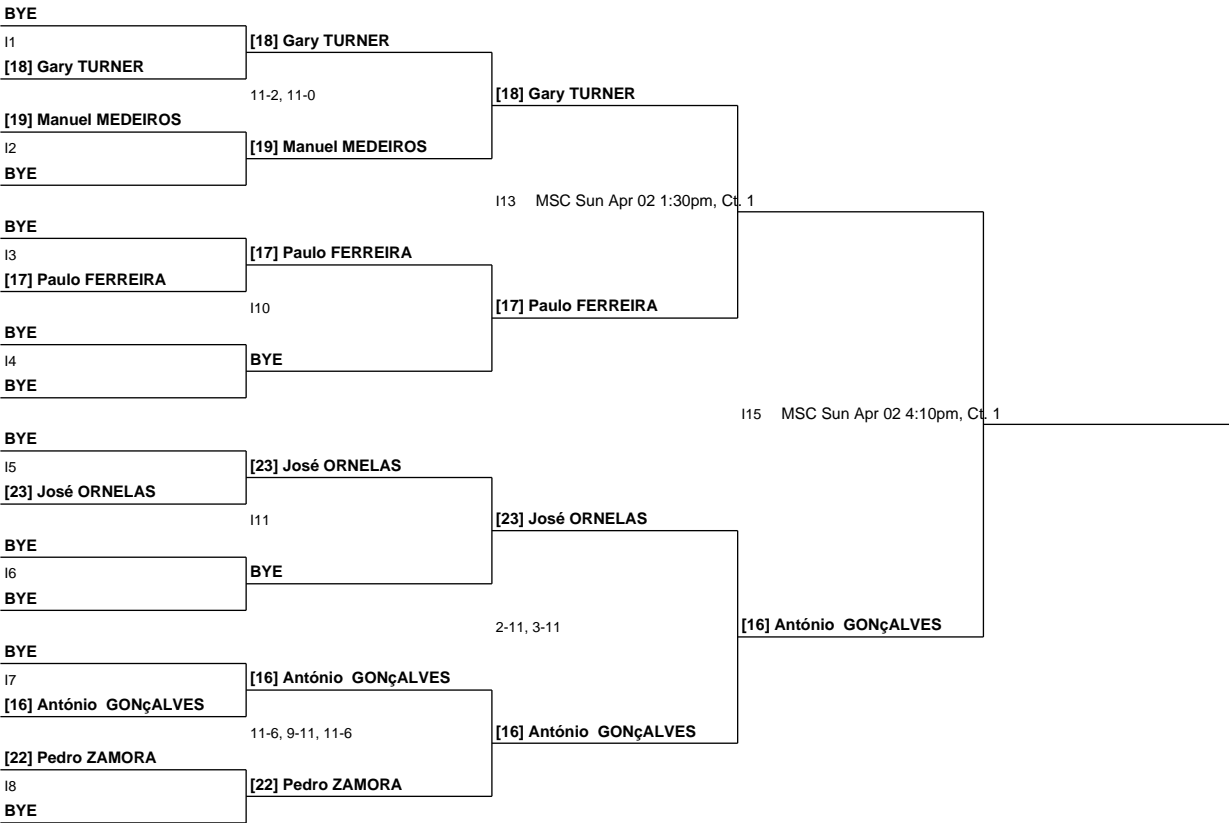 BYE
I1
[18] Gary TURNER
[18] Gary TURNER
11-2, 11-0
[18] Gary TURNER
[19] Manuel MEDEIROS
I2
[19] Manuel MEDEIROS
BYE
I13 MSC Sun Apr 02 1:30pm, Ct. 1
BYE
I3
[17] Paulo FERREIRA
[17] Paulo FERREIRA
I10
[17] Paulo FERREIRA
BYE
I4
BYE
BYE
I15 MSC Sun Apr 02 4:10pm, Ct. 1
BYE
I5
[23] José ORNELAS
[23] José ORNELAS
I11
[23] José ORNELAS
BYE
I6
BYE
BYE
2-11, 3-11
[16] António  GONçALVES
BYE
I7
[16] António  GONçALVES
[16] António  GONçALVES
11-6, 9-11, 11-6
[16] António  GONçALVES
[22] Pedro ZAMORA
I8
[22] Pedro ZAMORA
BYE